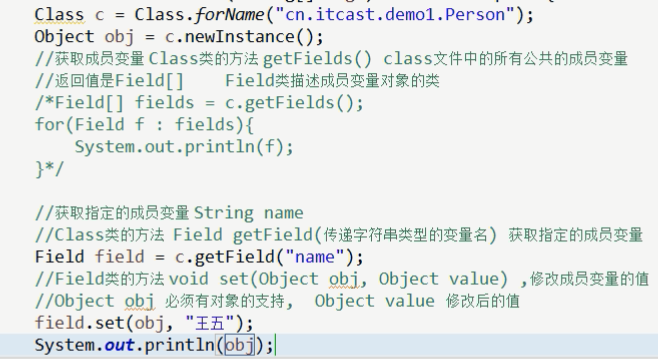 Class c = Class.forName("cn.itcast.demo1.Person");
Object obj = c.newInstance();
//获取成员变量 Class类的方法 getFields() class文件中的所有公共的成员变量
//返回值是Field[]    Field类描述成员变量对象的类
/*Field[] fields = c.getFields();
for(Field f : fields){
    System.out.println(f);
}*/
//获取指定的成员变量 String name
//Class类的方法 Field getField(传递字符串类型的变量名) 获取指定的成员变量
Field field = c.getField("name");
//Field类的方法 void set(Object obj, Object value) ,修改成员变量的值
//Object obj 必须有对象的支持,  Object value 修改后的值
field.set(obj, "王五");
System.out.println(obj);